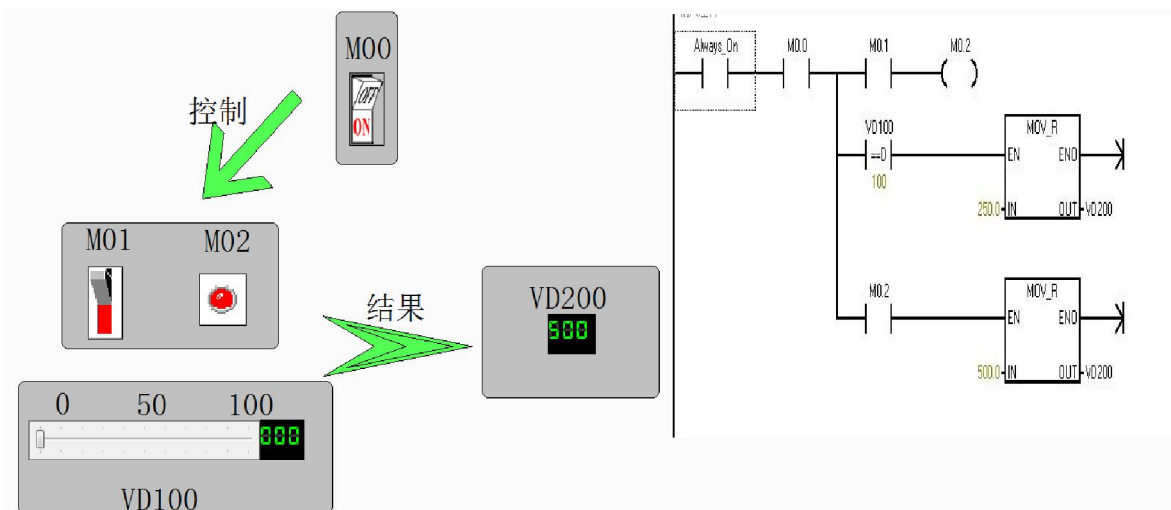 M00
OFF
ON
控制
M01
M02
结果
VD200
500
0 50 100
000
VD100
Always_On
M0.0
M0.1
M0.2
VD100
==D
100
MOV_R
EN
ENO
250.0
IN
OUT
VD200
M0.2
MOV_R
EN
ENO
500.0
IN
OUT
VD200